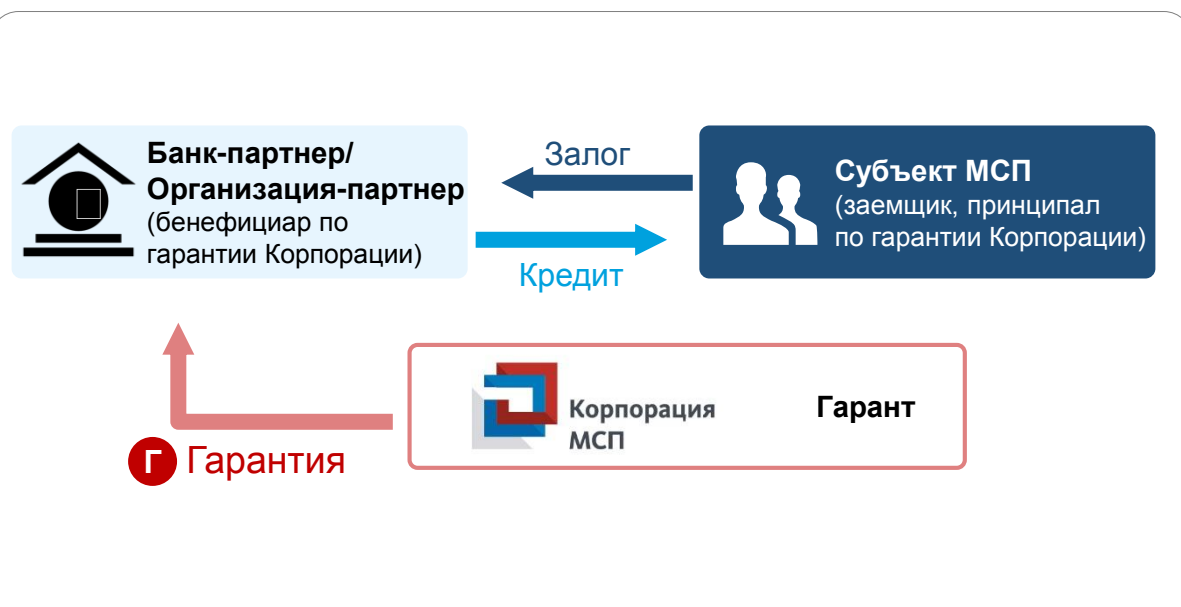 Банк-партнер/
Организация-партнер
(бенефициар по
гарантии Корпорации)
Залог
Кредит
Субъект МСП
(заемщик, принципал
по гарантии Корпорации)
Корпорация
МСП
Гарант
Г Гарантия